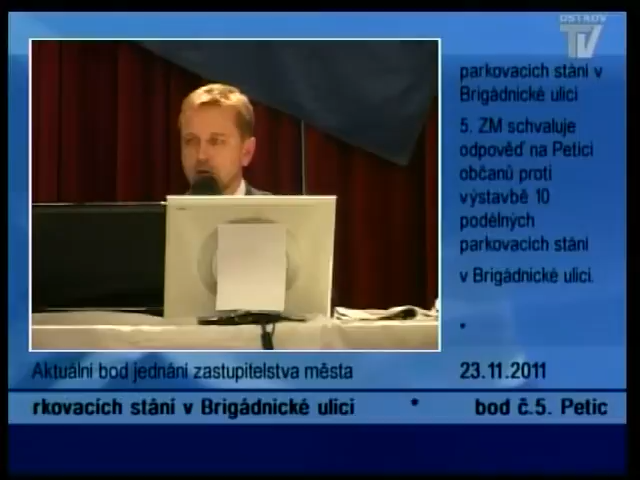 OSTROV
TV
parkovacích stání v
Brigádnické ulici
5. ZM schvaluje
odpověď na Petici
občanů proti
výstavbě 10
podélných
parkovacích stání
v Brigádnické ulici.
*
Aktuální bod jednání zastupitelstva města
23.11.2011
rkovacích stání v Brigádnické ulici * bod č.5. Petic